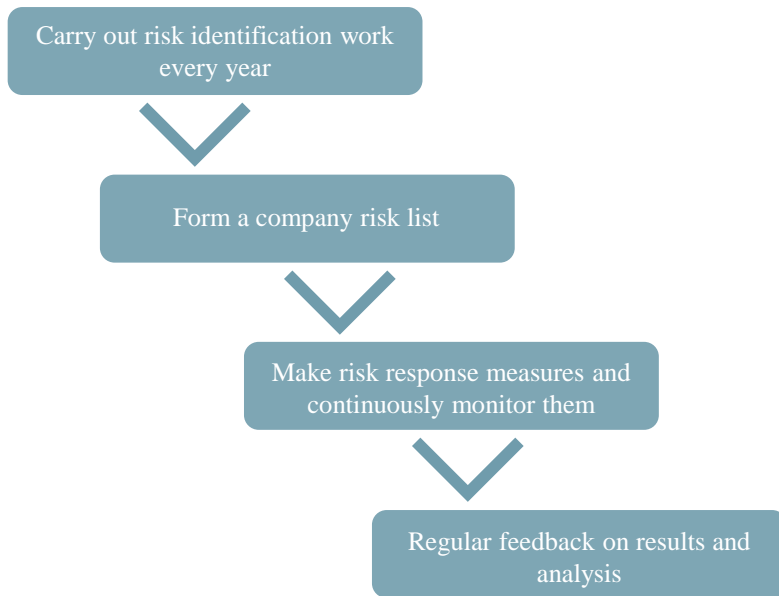 Carry out risk identification work
every year
Form a company risk list
Make risk response measures and
continuously monitor them
Regular feedback on results and
analysis